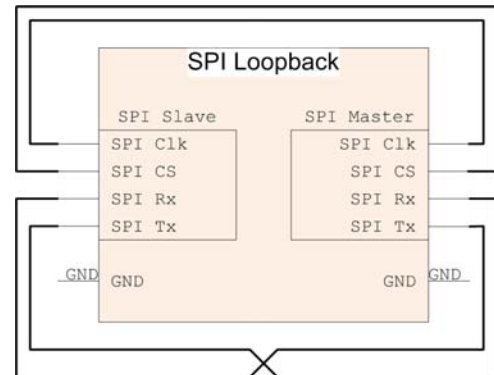 SPI Loopback
SPI Slave
SPI Master
SPI Clk
SPI Clk
SPI CS
SPI CS
SPI Rx
SPI Rx
SPI Tx
SPI Tx
GND
GND
GND
GND